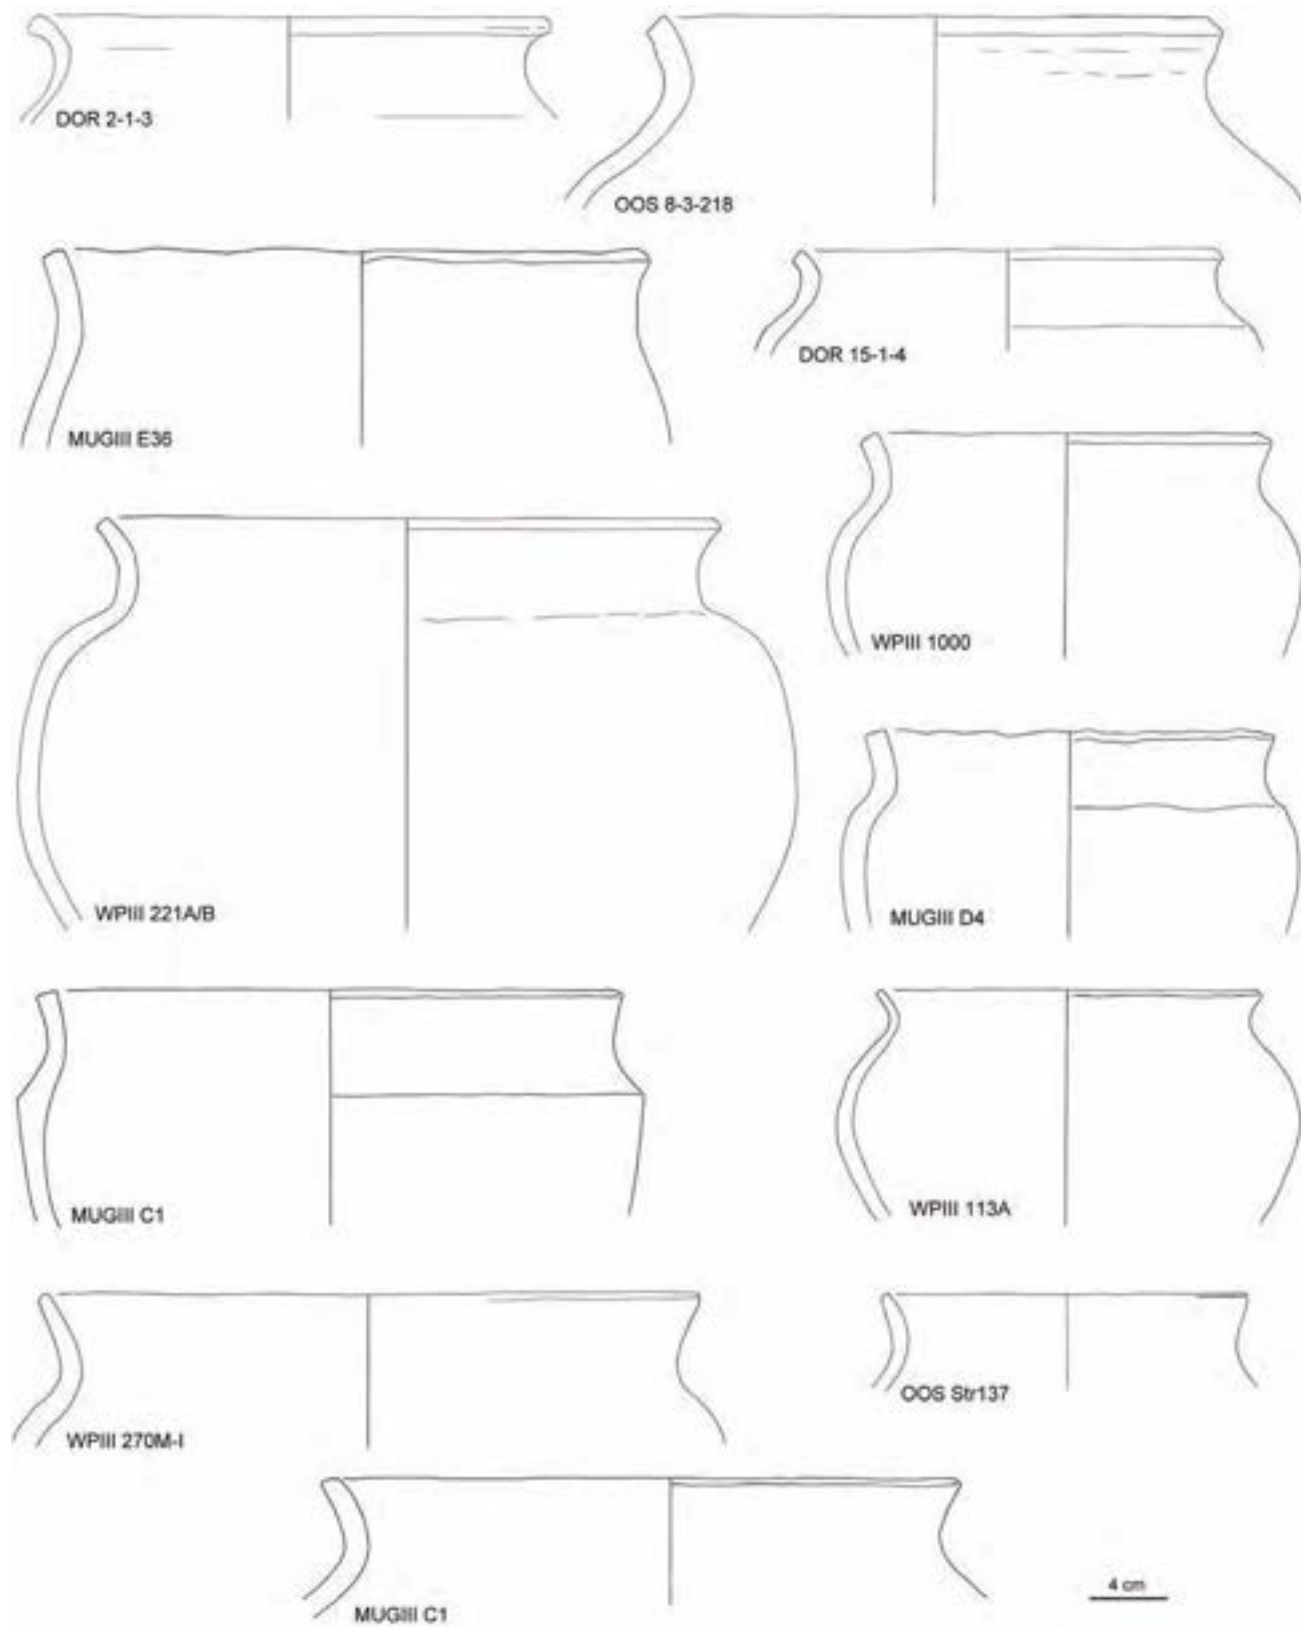 DOR 2-1-3
OOS 8-3-218
MUGIII E36
DOR 15-1-4
WPIII 1000
WPIII 221A/B
MUGIII D4
MUGIII C1
WPIII 113A
WPIII 270M-I
OOS Str137
MUGIII C1
4 cm